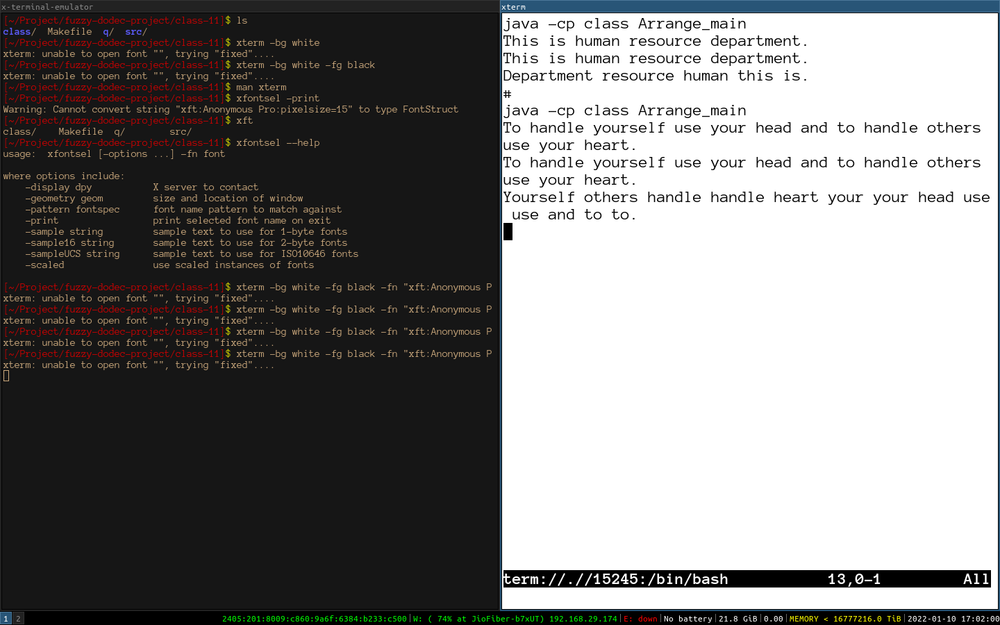 x-terminal-emulator
[~/Project/fuzzy-dodec-project/class-11]$ ls
class/  Makefile  q/  src/
[~/Project/fuzzy-dodec-project/class-11]$ xterm -bg white
xterm: unable to open font "", trying "fixed"....
[~/Project/fuzzy-dodec-project/class-11]$ xterm -bg white -fg black
xterm: unable to open font "", trying "fixed"....
[~/Project/fuzzy-dodec-project/class-11]$ man xterm
[~/Project/fuzzy-dodec-project/class-11]$ xfontsel -print
Warning: Cannot convert string "xft:Anonymous Pro:pixelsize=15" to type FontStruct
[~/Project/fuzzy-dodec-project/class-11]$ xft
class/    Makefile  q/        src/
[~/Project/fuzzy-dodec-project/class-11]$ xfontsel --help
usage:  xfontsel [-options ...] -fn font
where options include:
    -display dpy           X server to contact
    -geometry geom         size and location of window
    -pattern fontspec      font name pattern to match against
    -print                 print selected font name on exit
    -sample string         sample text to use for 1-byte fonts
    -sample16 string       sample text to use for 2-byte fonts
    -sampleUCS string      sample text to use for ISO10646 fonts
    -scaled                use scaled instances of fonts
[~/Project/fuzzy-dodec-project/class-11]$ xterm -bg white -fg black -fn "xft:Anonymous P
xterm: unable to open font "", trying "fixed"....
[~/Project/fuzzy-dodec-project/class-11]$ xterm -bg white -fg black -fn "xft:Anonymous P
xterm: unable to open font "", trying "fixed"....
[~/Project/fuzzy-dodec-project/class-11]$ xterm -bg white -fg black -fn "xft:Anonymous P
xterm: unable to open font "", trying "fixed"....
[~/Project/fuzzy-dodec-project/class-11]$ xterm -bg white -fg black -fn "xft:Anonymous P
xterm: unable to open font "", trying "fixed"....
xterm
java -cp class Arrange_main
This is human resource department.
This is human resource department.
Department resource human this is.
#
java -cp class Arrange_main
To handle yourself use your head and to handle others
use your heart.
To handle yourself use your head and to handle others
use your heart.
Yourself others handle handle heart your your head use
 use and to to.
term://.//15245:/bin/bash           13,0-1         All
1 2 2405:201:8009:c860:9a6f:6384:b233:c500|W: ( 74% at JioFiber-b7xUT) 192.168.29.174|E: down|No battery|21.8 GiB|0.00|MEMORY < 16777216.0 TiB|2022-01-10 17:02:00